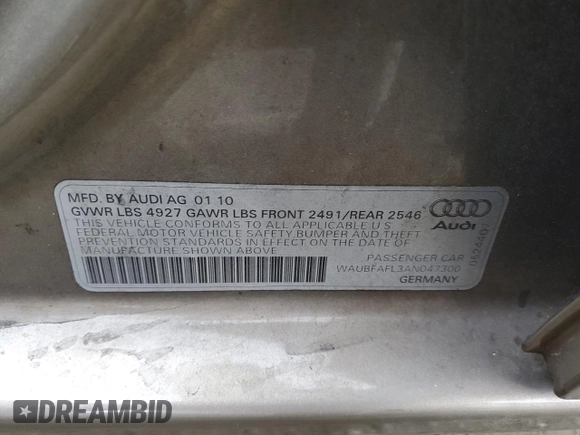 MFD. BY AUDI AG 01 10
GVWR LBS 4927 GAWR LBS FRONT 2491/REAR 2546
THIS VEHICLE CONFORMS TO ALL APPLICABLE U S
FEDERAL MOTOR VEHICLE SAFETY,BUMPER AND THEFT
PREVENTION STANDARDS IN EFFECT ON THE DATE OF
MANUFACTURE SHOWN ABOVE
Audi
PASSENGER CAR
WAUBFAFL3AN047300
GERMANY
DREAMBID